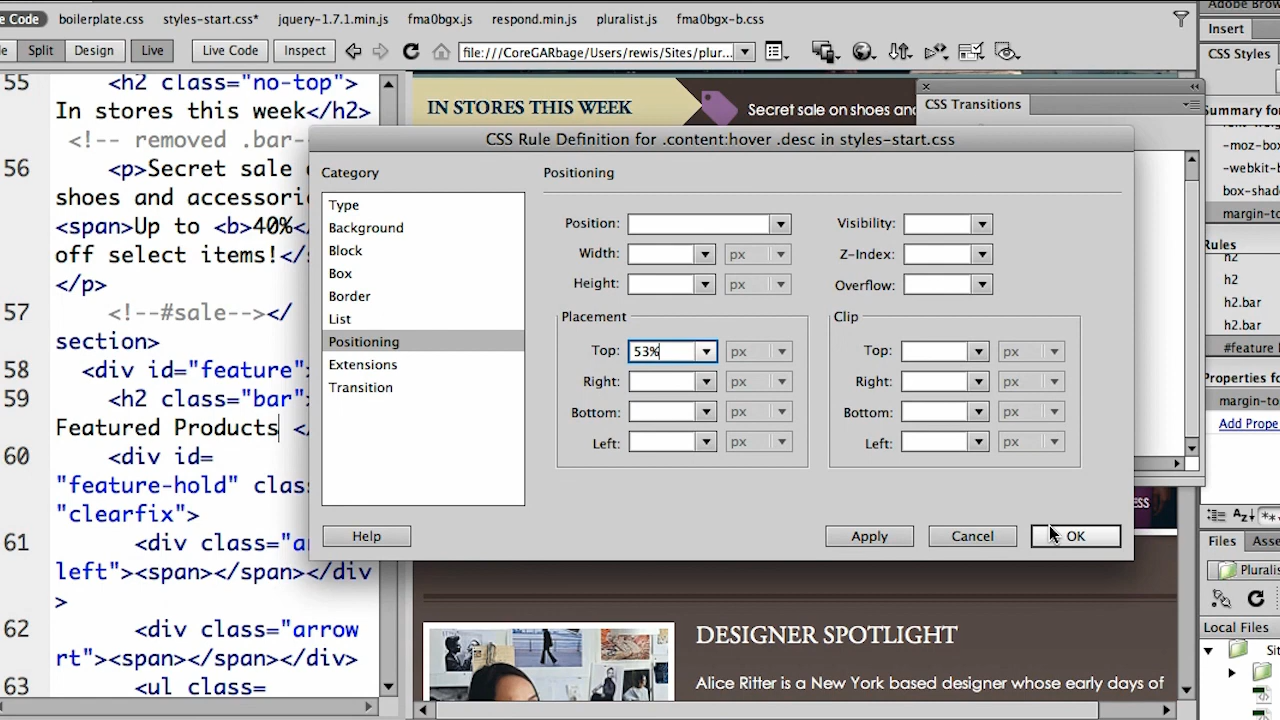 e Code boilerplate.css styles-start.css* jquery-1.7.1.min.js fma0bgx.js respond.min.js pluralist.js fma0bgx-b.css
Adobe Brow
Split Design Live Live Code Inspect file:///CoreGARbage/Users/rewis/Sites/plur...
Insert
CSS Styles
55 <h2 class="no-top">
In stores this week</h2>
<!-- removed .bar-
56 <p>Secret sale
shoes and accessori
<span>Up to <b>40%</
off select items!</
</p>
57 <!--#sale--></
section>
58 <div id="feature">
59 <h2 class="bar"
Featured Products </
60 <div id=
"feature-hold" clas
"clearfix">
61 <div class="ar
left"><span></span></div
>
62 <div class="arrow
rt"><span></span></div>
63 <ul class=
IN STORES THIS WEEK
Secret sale on shoes and
CSS Transitions
CSS Rule Definition for .content:hover .desc in styles-start.css
Category
Type
Background
Block
Box
Border
List
Positioning
Extensions
Transition
Positioning
Position:
Width: px
Height: px
Visibility:
Z-Index:
Overflow:
Placement
Top: 53% px
Right: px
Bottom: px
Left: px
Clip
Top: px
Right: px
Bottom: px
Left: px
Help Apply Cancel OK
ESS
DESIGNER SPOTLIGHT
Alice Ritter is a New York based designer whose early days of
Summary for
-moz-box
-webkit-b
box-shad
margin-to
Rules
h2
h2
h2.bar
h2.bar
#feature h
Properties for
margin-to
Add Prope
Files Asse
Pluralis
Local Files
Sit